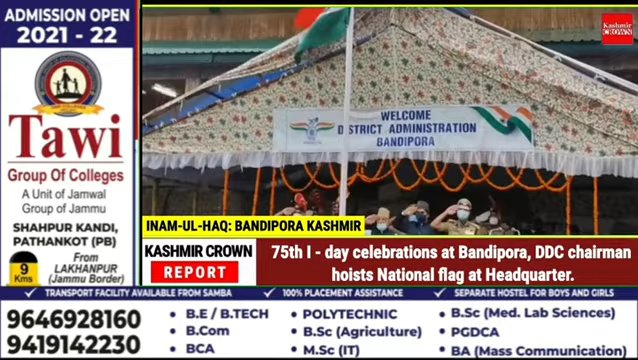 ADMISSION OPEN
2021 - 22
Tawi
Group Of Colleges
A Unit of Jamwal
Group of Jammu
SHAHPUR KANDI,
PATHANKOT (PB)
9
Kms
From
LAKHANPUR
(Jammu Border)
Kashmir
CROWN
WELCOME
DISTRICT ADMINISTRATION
BANDIPORA
INAM-UL-HAQ: BANDIPORA KASHMIR
KASHMIR CROWN
REPORT
75th I - day celebrations at Bandipora, DDC chairman
hoists National flag at Headquarter.
TRANSPORT FACILITY AVAILABLE FROM SAMBA
100% PLACEMENT ASSISTANCE
SEPARATE HOSTEL FOR BOYS AND GIRLS
9646928160
9419142230
B.E / B.TECH
B.Com
BCA
POLYTECHNIC
B.Sc (Agriculture)
M.Sc (IT)
B.Sc (Med. Lab Sciences)
PGDCA
BA (Mass Communication)